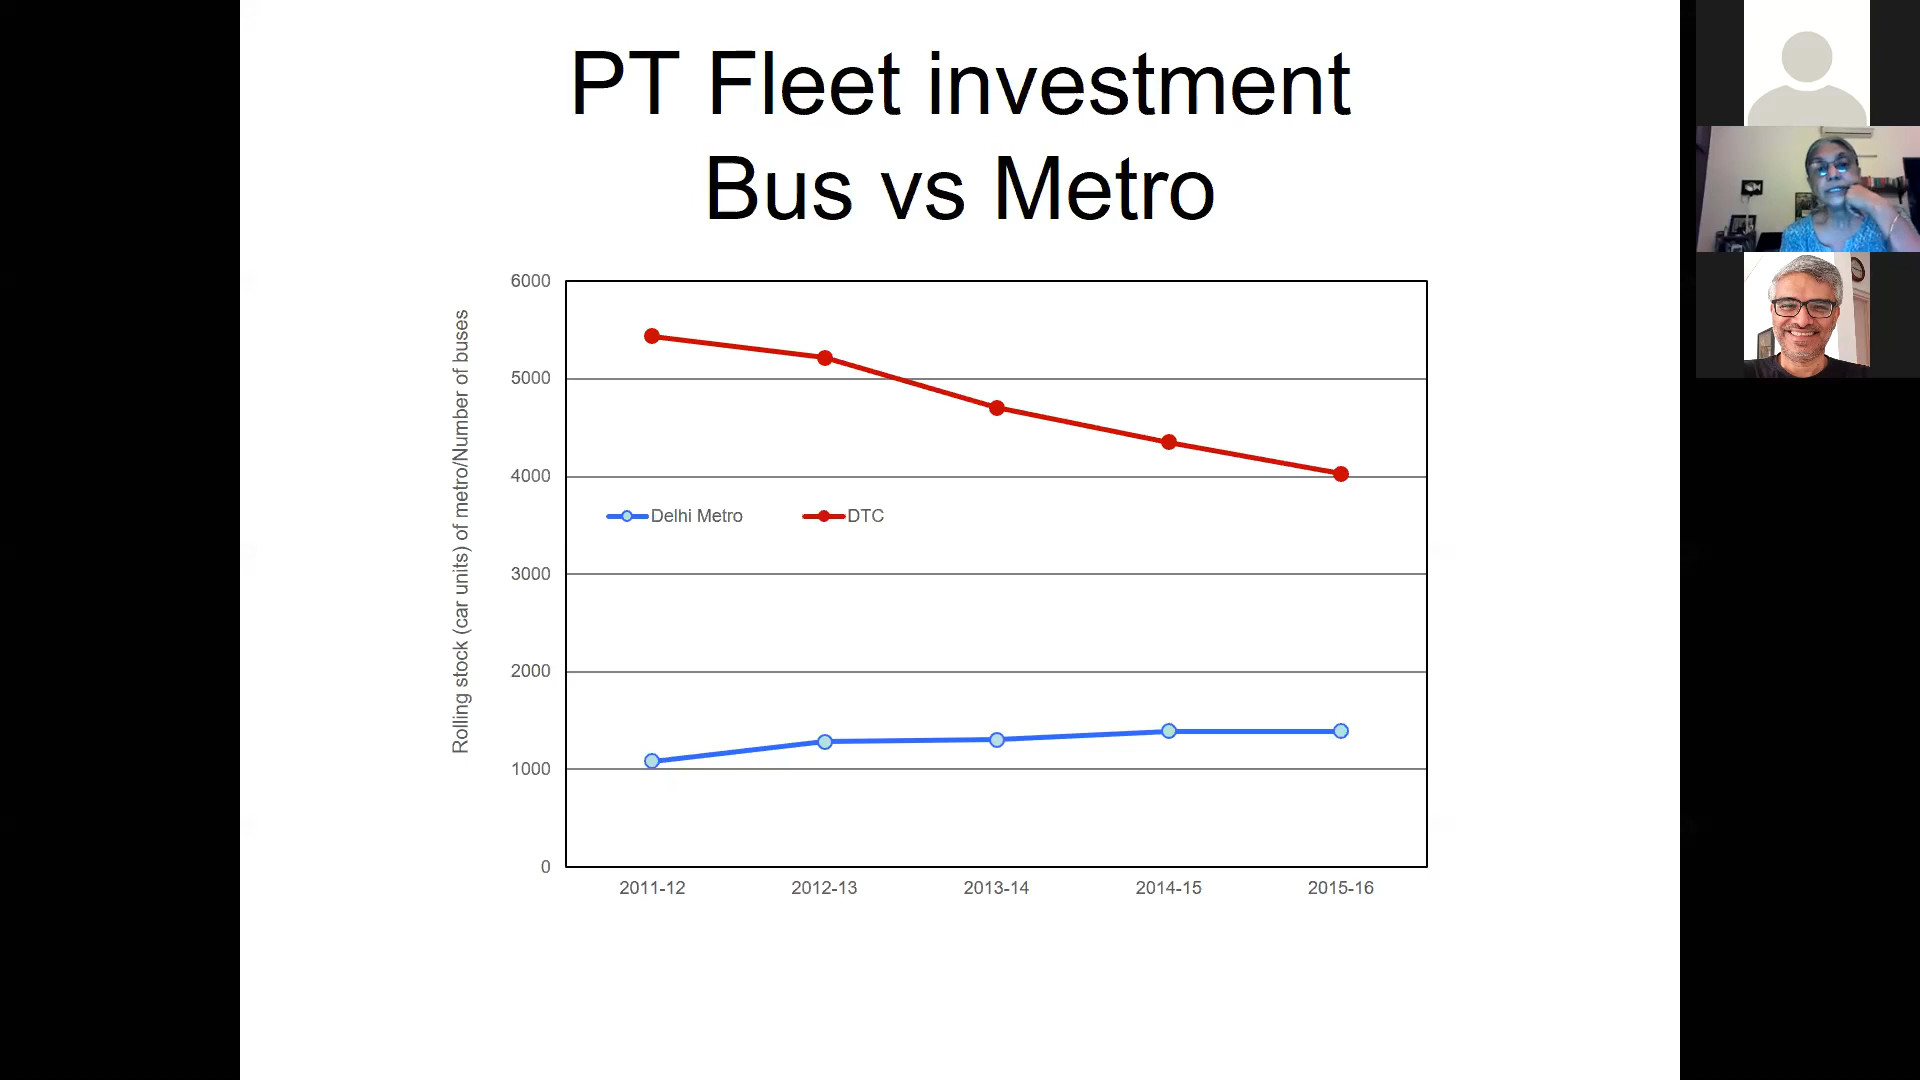 PT Fleet investment
Bus vs Metro
Rolling stock (car units) of metro/Number of buses
6000
5000
4000
3000
2000
1000
0
Delhi Metro
DTC
2011-12
2012-13
2013-14
2014-15
2015-16